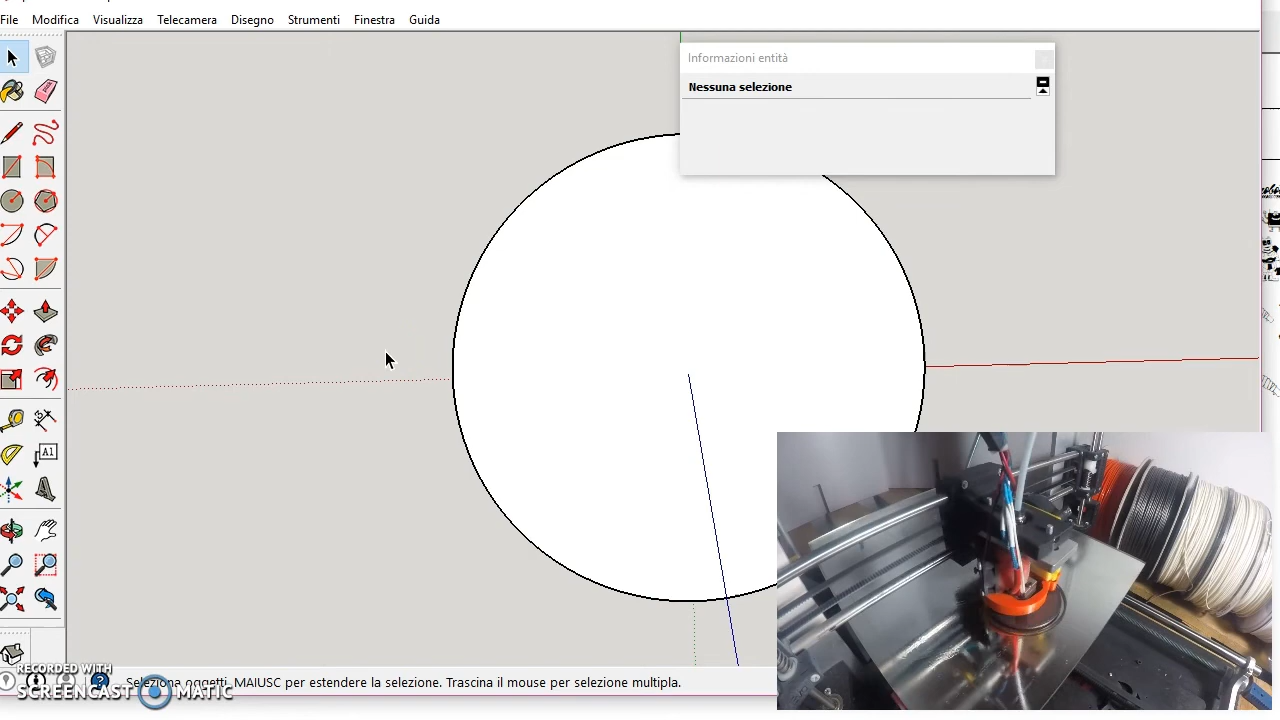 File Modifica Visualizza Telecamera Disegno Strumenti Finestra Guida
Informazioni entità
Nessuna selezione
A1
Seleziona oggetti. MAIUSC per estendere la selezione. Trascina il mouse per selezione multipla.
RECORDED WITH
SCREENCAST MATIC